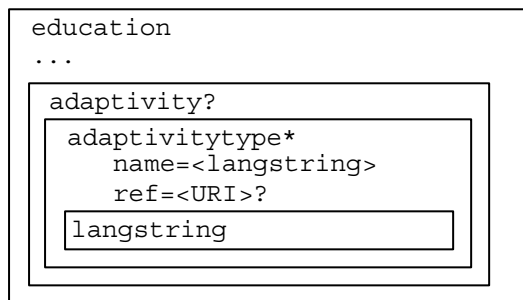 education
...
adaptivity?
adaptivitytype*
name=<langstring>
ref=<URI>?
langstring